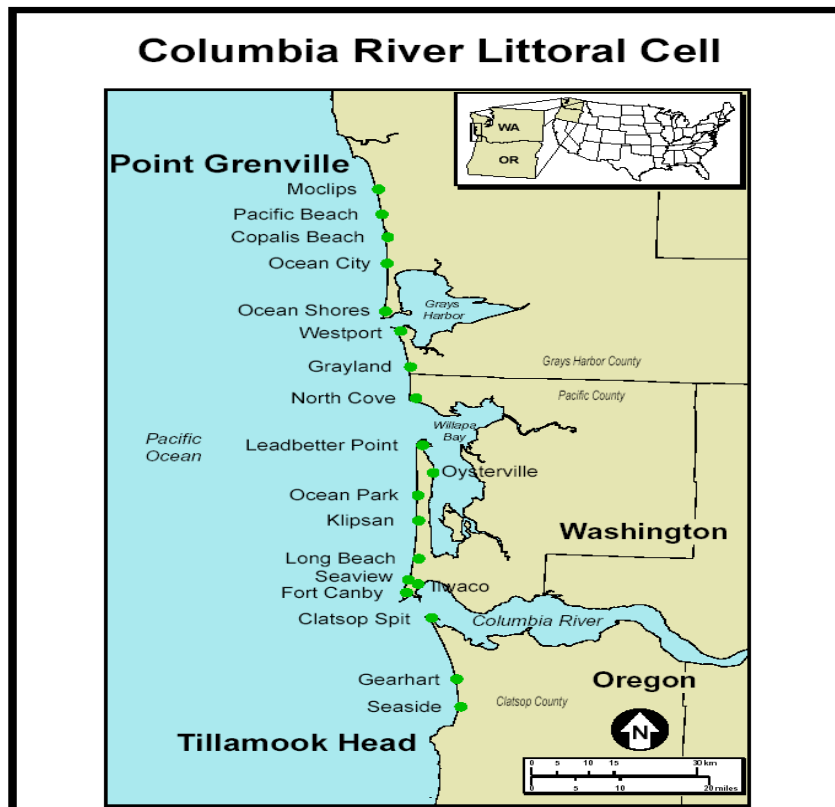 Columbia River Littoral Cell
WA
OR
Point Grenville
Moclips
Pacific Beach
Copalis Beach
Ocean City
Ocean Shores
Grays
Harbor
Westport
Grayland
Grays Harbor County
North Cove
Pacific County
Willapa
Bay
Pacific
Ocean
Leadbetter Point
Oysterville
Ocean Park
Klipsan
Washington
Long Beach
Seaview
Ilwaco
Fort Canby
Clatsop Spit
Columbia River
Gearhart
Oregon
Seaside
Clatsop County
Tillamook Head
N
0 5 10 15 30 km
0 5 10 20 miles